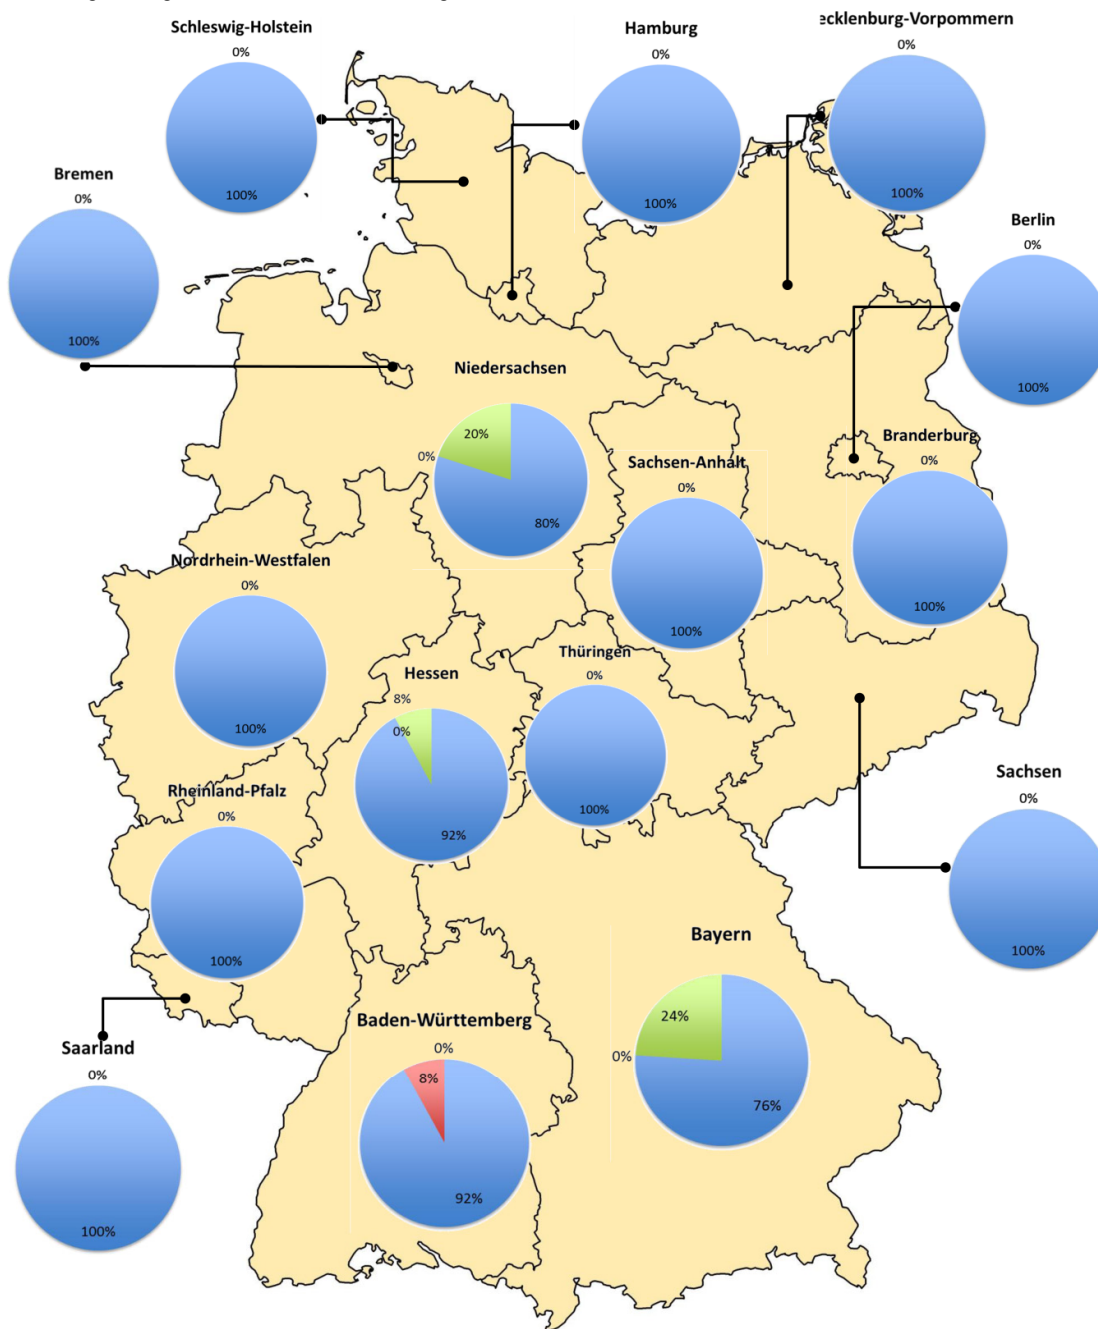 Schleswig-Holstein
0%
100%
Hamburg
0%
100%
ecklenburg-Vorpommern
0%
100%
Bremen
0%
100%
Berlin
0%
100%
Niedersachsen
20%
0%
80%
Sachsen-Anhalt
0%
100%
Branderburg
0%
100%
Nordrhein-Westfalen
0%
100%
Hessen
8%
0%
92%
Thüringen
0%
100%
Rheinland-Pfalz
0%
100%
Sachsen
0%
100%
Bayern
24%
0%
76%
Baden-Württemberg
0%
8%
92%
Saarland
0%
100%